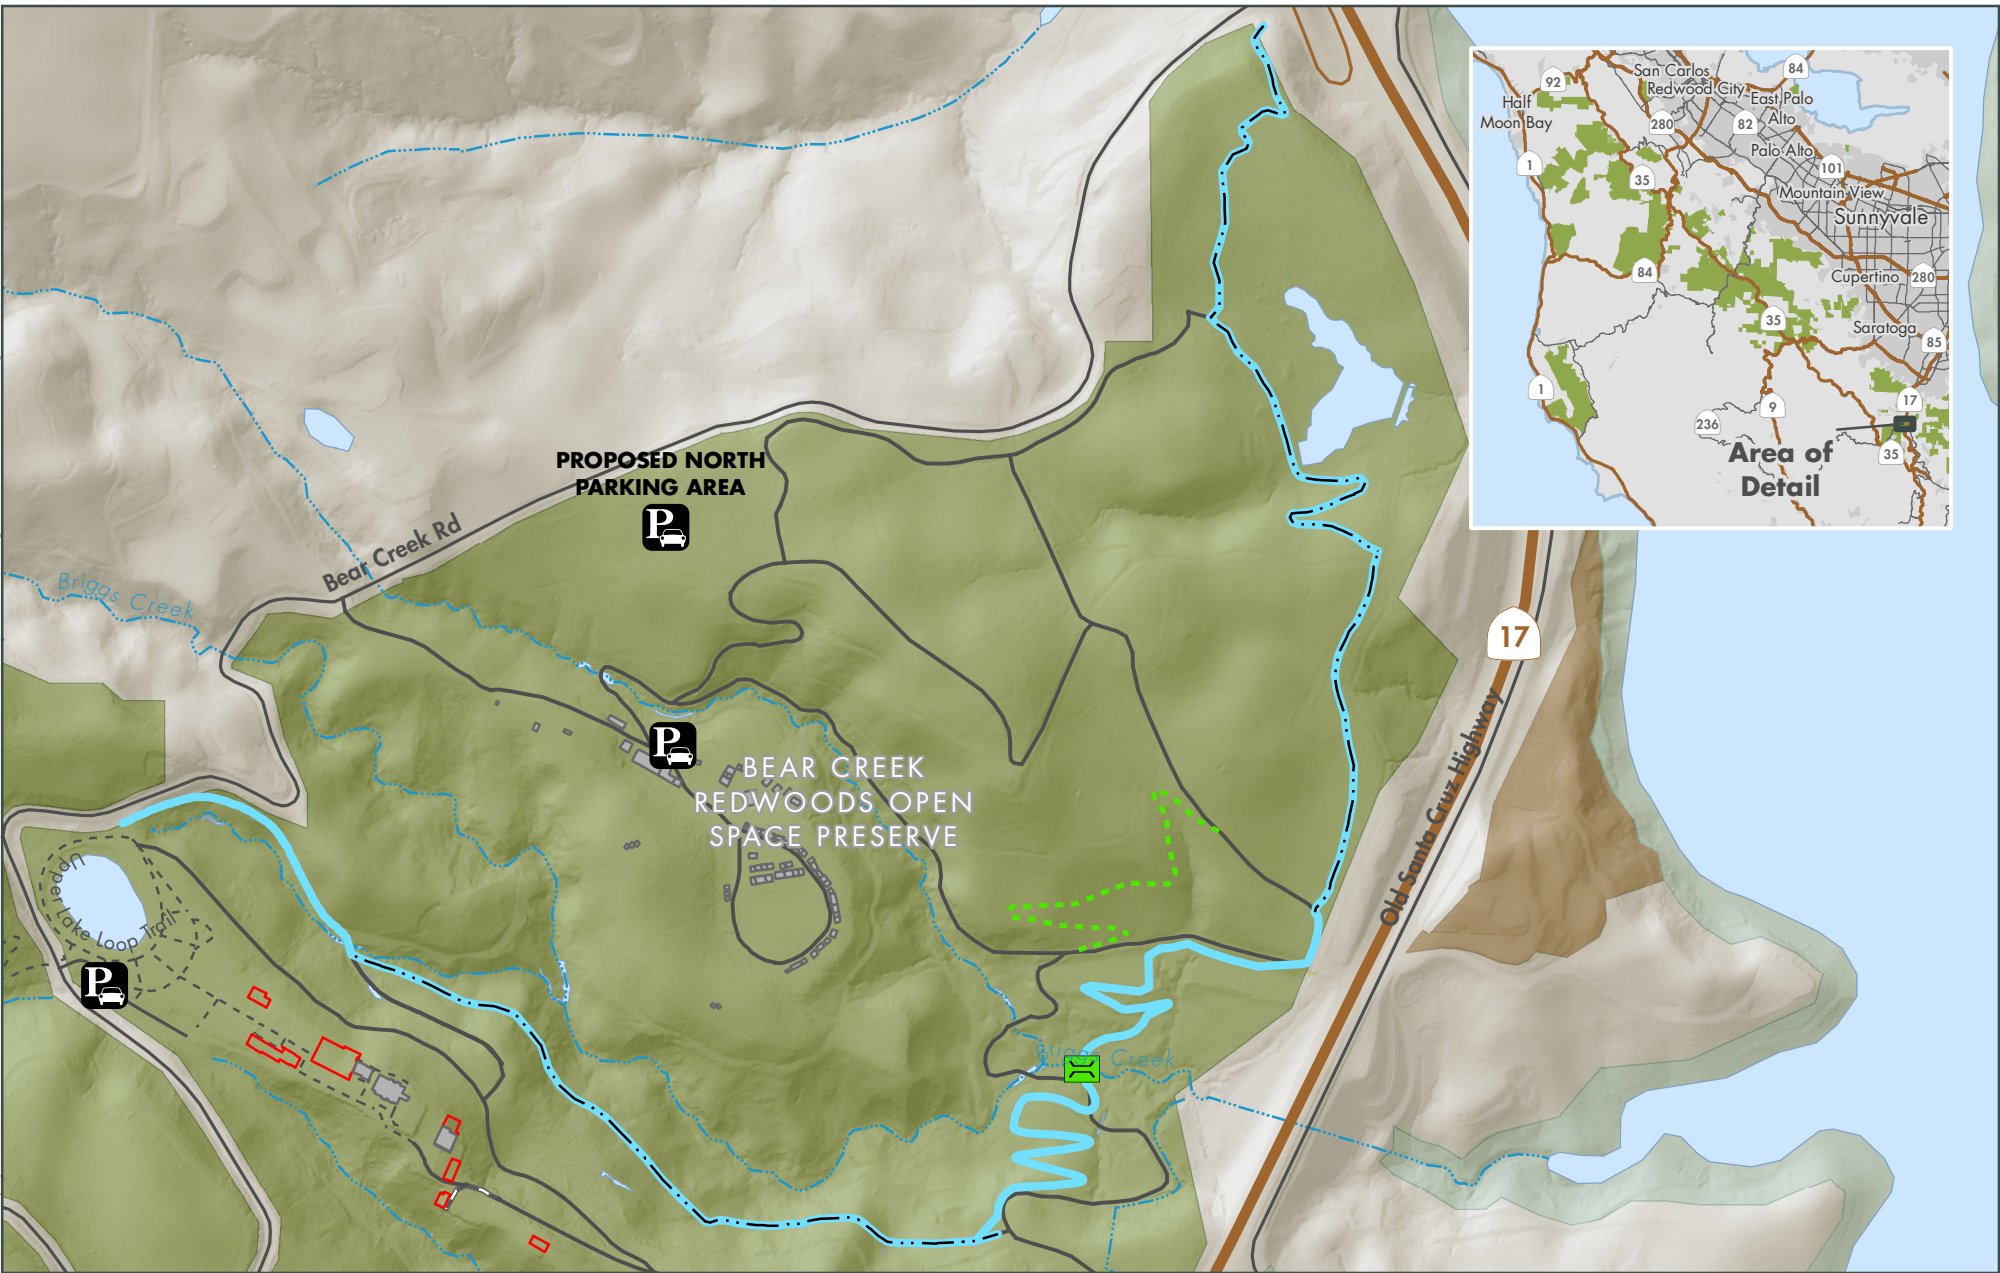 PROPOSED NORTH
PARKING AREA
P
Bear Creek Rd
Briggs Creek
P
BEAR CREEK
REDWOODS OPEN
SPACE PRESERVE
Upper Lake Loop Trail
P
Briggs Creek
17
Old Santa Cruz Highway
San Carlos
84
92
Redwood City
Half
Moon Bay
East Palo
Alto
280
82
Palo Alto
1
101
35
Mountain View
Sunnyvale
84
Cupertino
280
35
Saratoga
85
1
9
17
236
Area of
Detail
35